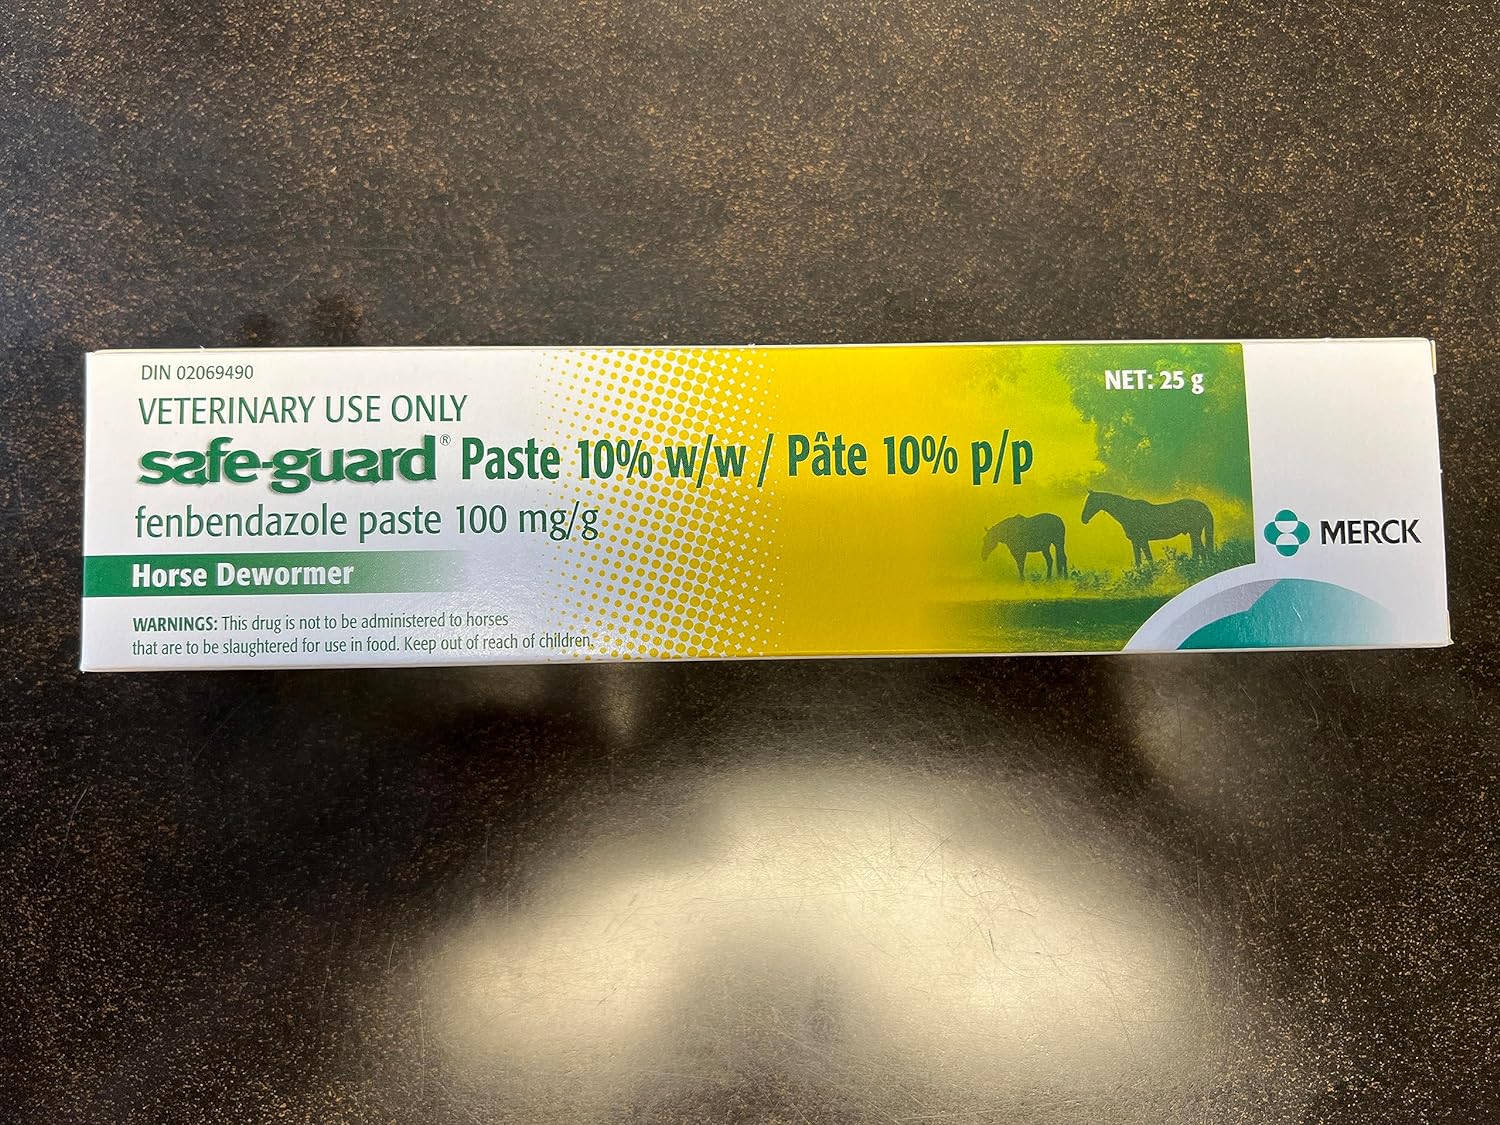 DIN 02069490
NET: 25 g
VETERINARY USE ONLY
safe-guard® Paste 10% w/w / Pâte 10% p/p
fenbendazole paste 100 mg/g
MERCK
Horse Dewormer
WARNINGS: This drug is not to be administered to horses
that are to be slaughtered for use in food. Keep out of reach of children.